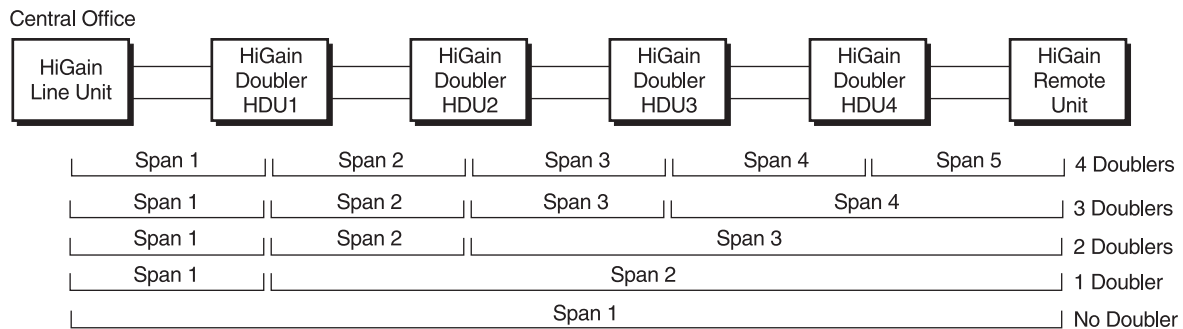 Central Office
HiGain
Line Unit
HiGain
Doubler
HDU1
HiGain
Doubler
HDU2
HiGain
Doubler
HDU3
HiGain
Doubler
HDU4
HiGain
Remote
Unit
Span 1 Span 2 Span 3 Span 4 Span 5 4 Doublers
Span 1 Span 2 Span 3 Span 4 3 Doublers
Span 1 Span 2 Span 3 2 Doublers
Span 1 Span 2 1 Doubler
Span 1 No Doubler